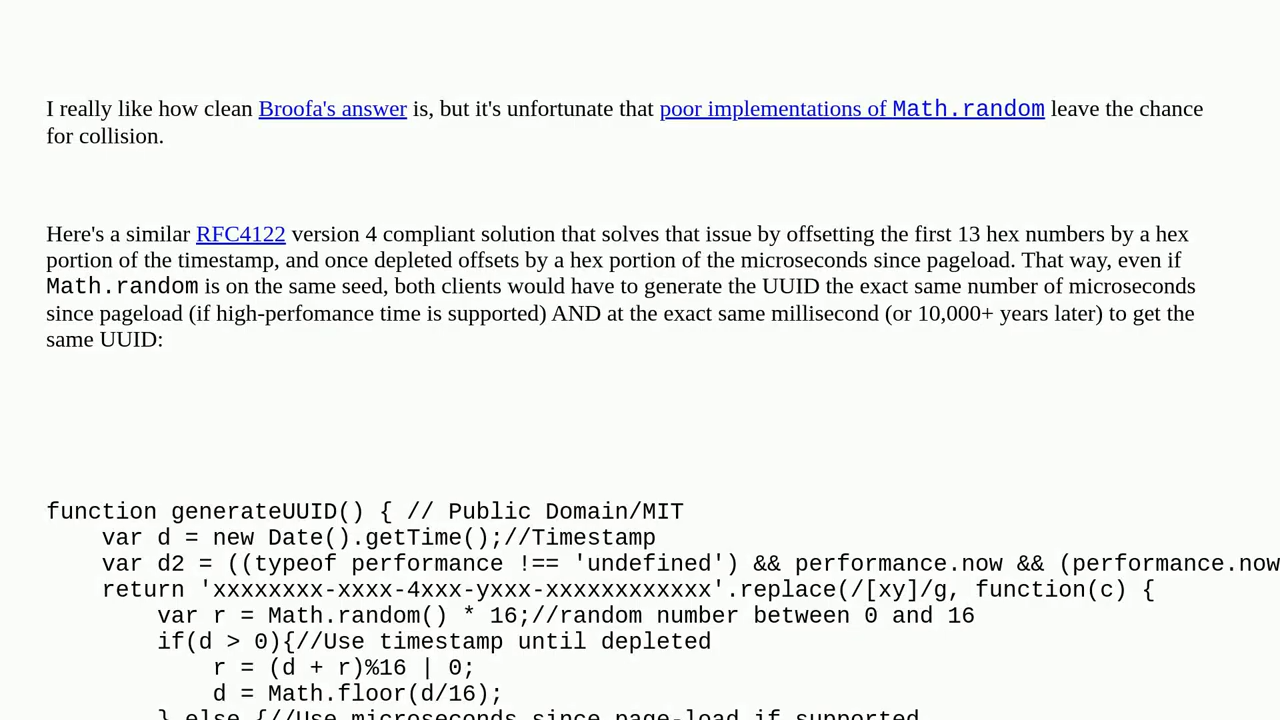 I really like how clean Broofa's answer is, but it's unfortunate that poor implementations of Math.random leave the chance
for collision.
Here's a similar RFC4122 version 4 compliant solution that solves that issue by offsetting the first 13 hex numbers by a hex
portion of the timestamp, and once depleted offsets by a hex portion of the microseconds since pageload. That way, even if
Math.random is on the same seed, both clients would have to generate the UUID the exact same number of microseconds
since pageload (if high-perfomance time is supported) AND at the exact same millisecond (or 10,000+ years later) to get the
same UUID:
function generateUUID() { // Public Domain/MIT
    var d = new Date().getTime();//Timestamp
    var d2 = ((typeof performance !== 'undefined') && performance.now && (performance.now
    return 'xxxxxxxx-xxxx-4xxx-yxxx-xxxxxxxxxxxx'.replace(/[xy]/g, function(c) {
        var r = Math.random() * 16;//random number between 0 and 16
        if(d > 0){//Use timestamp until depleted
            r = (d + r)%16 | 0;
            d = Math.floor(d/16);
        } else {//Use microseconds since page-load if supported